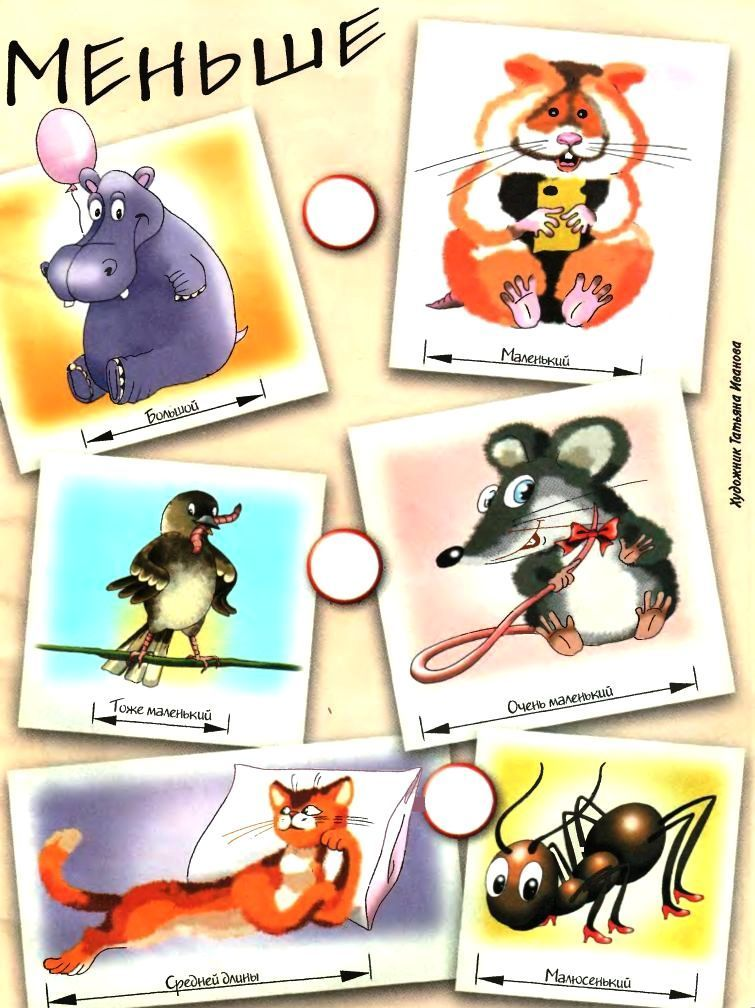 МЕНЬШЕ
Большой
Маленький
Художник Татьяна Иванова
Тоже маленький
Очень маленький
Средней длины
Малюсенький